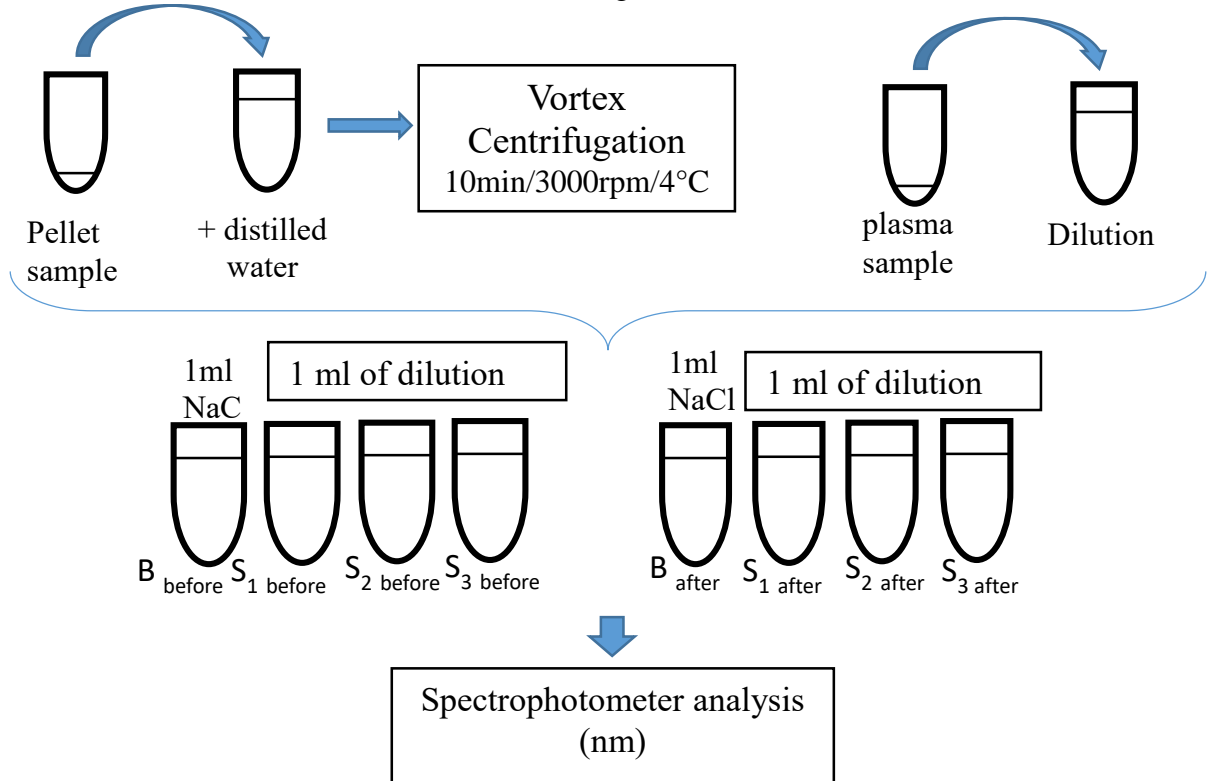 Vortex
Centrifugation
10min/3000rpm/4°C
Pellet
sample
+ distilled
water
plasma
sample
Dilution
1ml
NaC
1 ml of dilution
1ml
NaCl
1 ml of dilution
B before
S1 before
S2 before
S3 before
B after
S1 after
S2 after
S3 after
Spectrophotometer analysis
(nm)